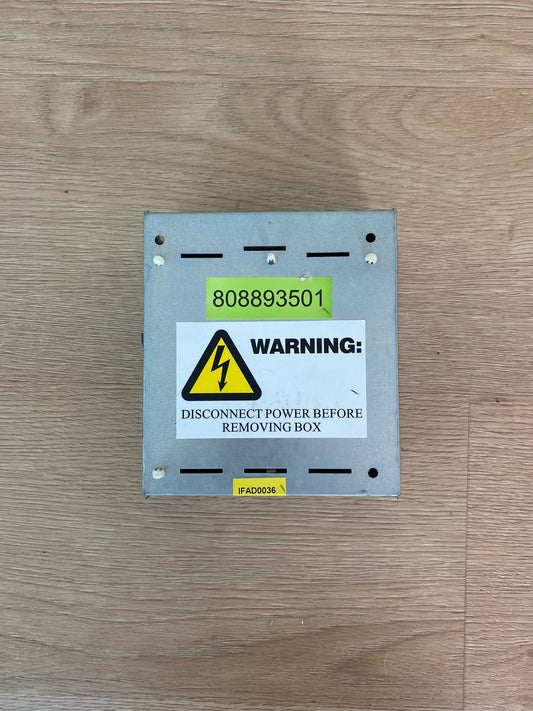 808893501
WARNING:
DISCONNECT POWER BEFORE
REMOVING BOX
IFAD0036